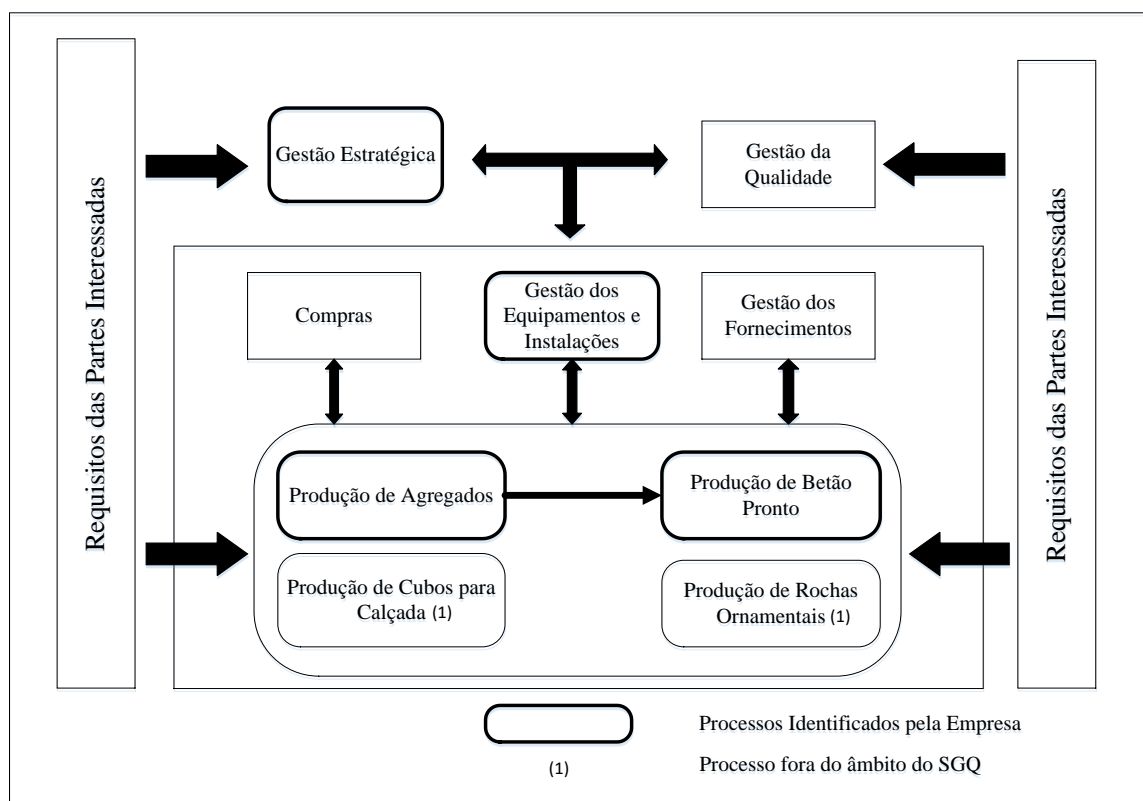 Requisitos das Partes Interessadas
Gestão Estratégica
Gestão da
Qualidade
Requisitos das Partes Interessadas
Compras
Gestão dos
Equipamentos e
Instalações
Gestão dos
Fornecimentos
Produção de Agregados
Produção de Betão
Pronto
Produção de Cubos para
Calçada (1)
Produção de Rochas
Ornamentais (1)
Processos Identificados pela Empresa
(1)
Processo fora do âmbito do SGQ